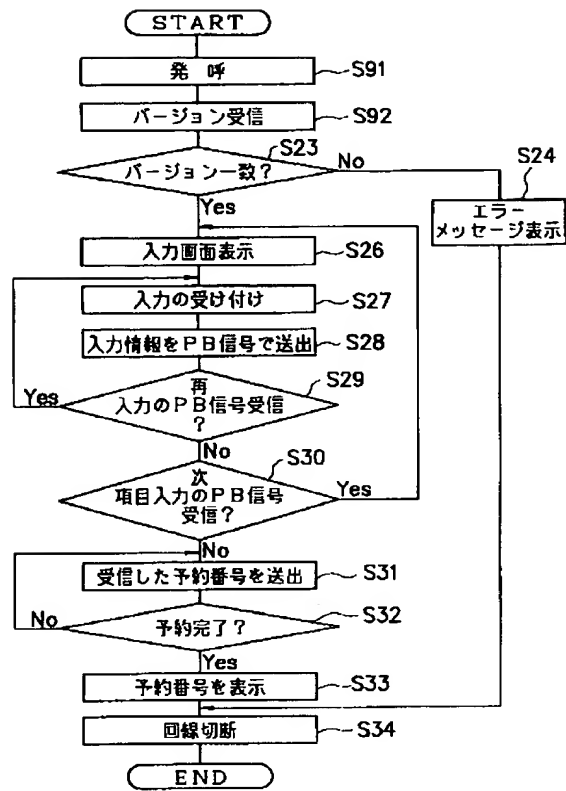 START
発 呼
S91
バージョン受信
S92
バージョン一致?
S23
No
Yes
S24
エラー
メッセージ表示
入力画面表示
S26
入力の受け付け
S27
入力情報をPB信号で送出
S28
再
入力のPB信号受信
?
S29
Yes
No
次
項目入力のPB信号
受信?
S30
Yes
No
受信した予約番号を送出
S31
予約完了?
S32
No
Yes
予約番号を表示
S33
回線切断
S34
END